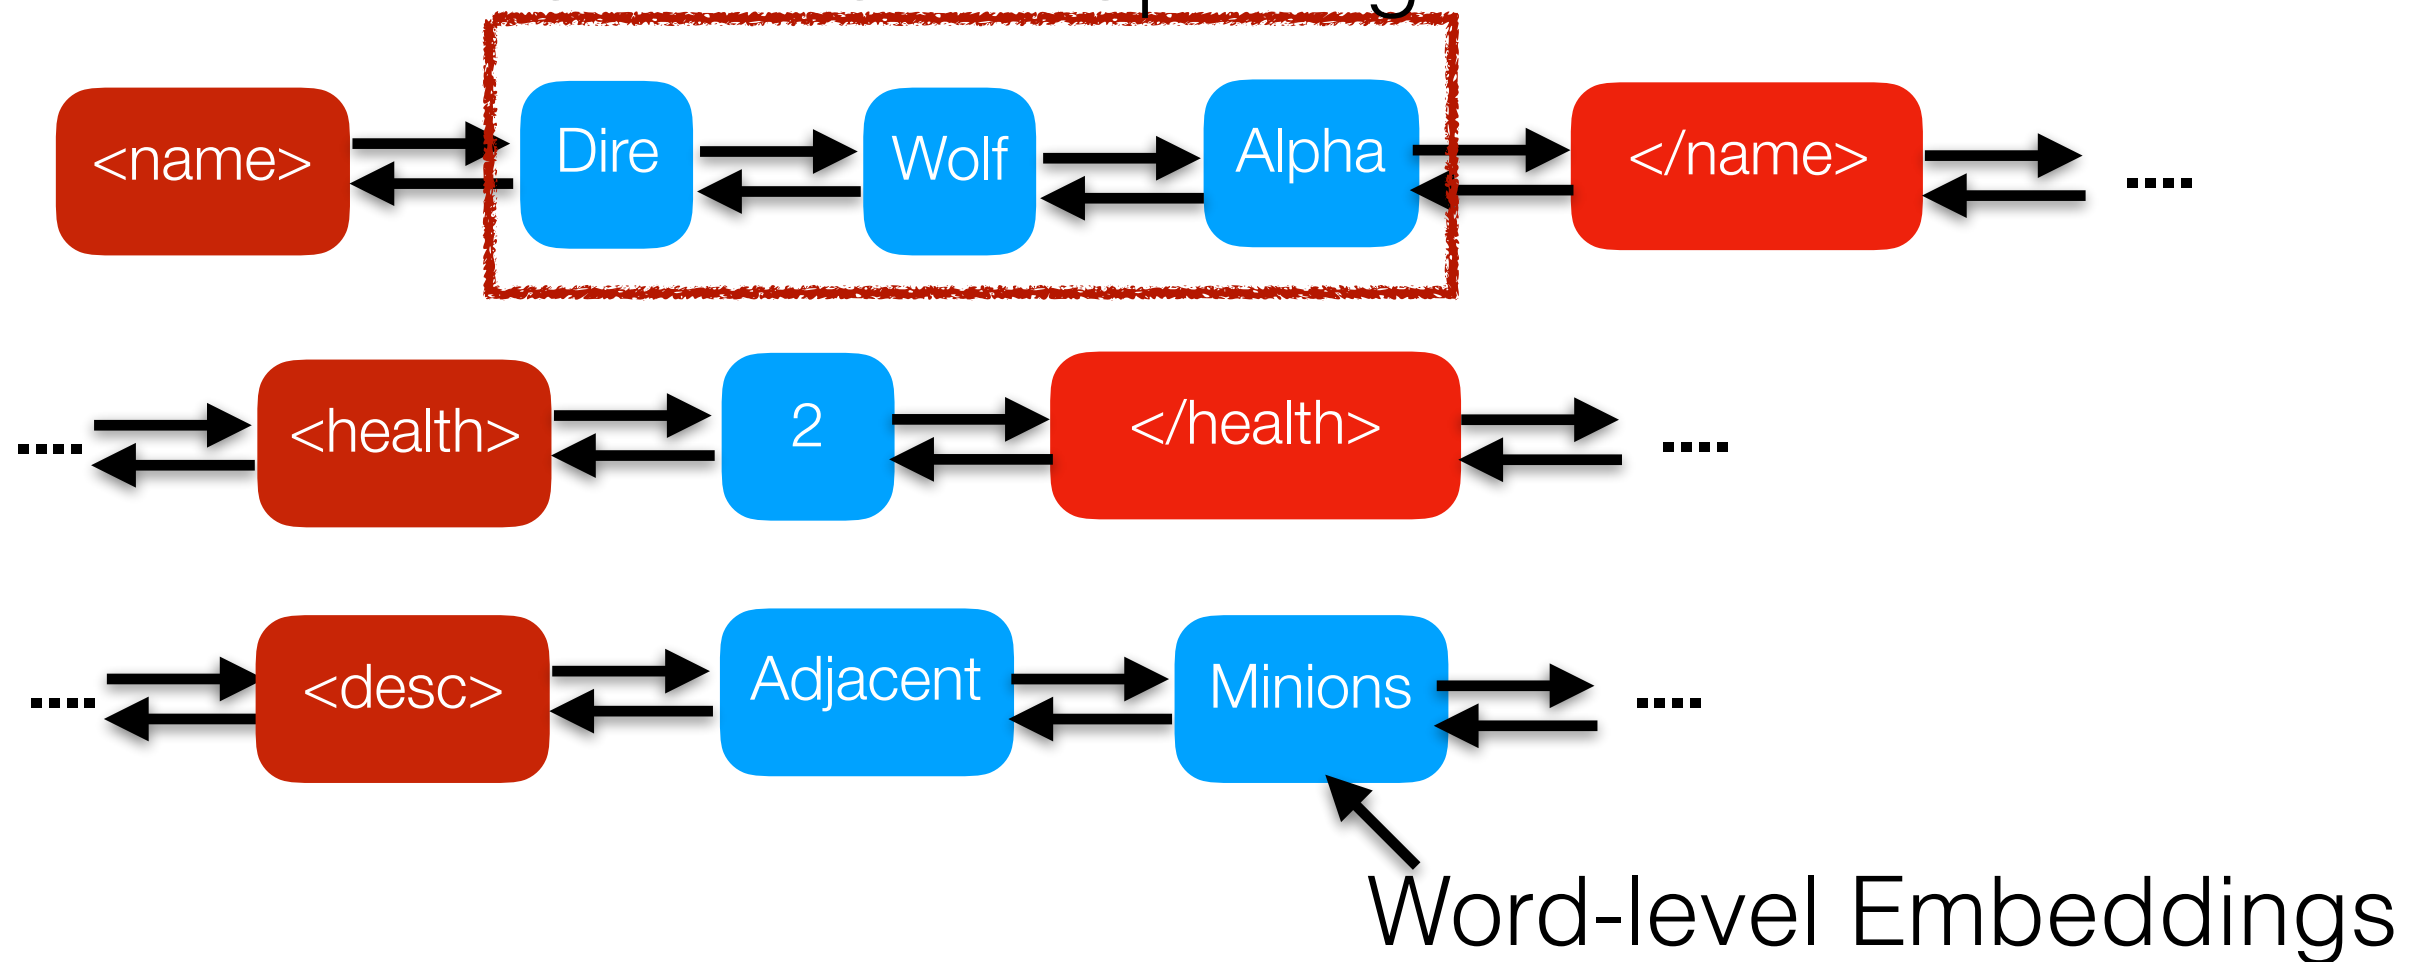 <name> Dire Wolf Alpha </name> ....
.... <health> 2 </health> ....
.... <desc> Adjacent Minions ....
Word-level Embeddings